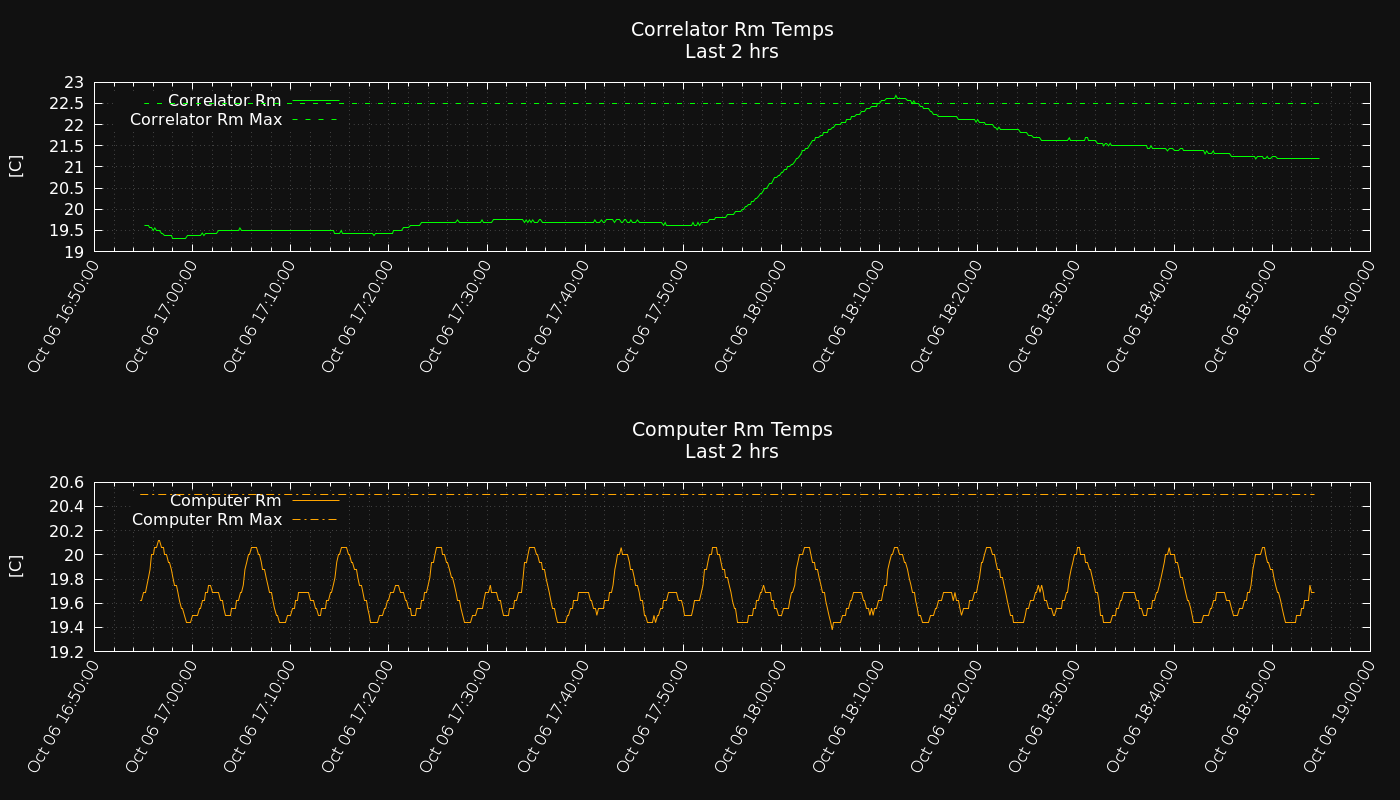 Correlator Rm Temps
Last 2 hrs
23
22.5
22
21.5
21
20.5
20
19.5
19
[C]
Correlator Rm
Correlator Rm Max
Oct 06 16:50:00
Oct 06 17:00:00
Oct 06 17:10:00
Oct 06 17:20:00
Oct 06 17:30:00
Oct 06 17:40:00
Oct 06 17:50:00
Oct 06 18:00:00
Oct 06 18:10:00
Oct 06 18:20:00
Oct 06 18:30:00
Oct 06 18:40:00
Oct 06 18:50:00
Oct 06 19:00:00
Computer Rm Temps
Last 2 hrs
20.6
20.4
20.2
20
19.8
19.6
19.4
19.2
[C]
Computer Rm
Computer Rm Max
Oct 06 16:50:00
Oct 06 17:00:00
Oct 06 17:10:00
Oct 06 17:20:00
Oct 06 17:30:00
Oct 06 17:40:00
Oct 06 17:50:00
Oct 06 18:00:00
Oct 06 18:10:00
Oct 06 18:20:00
Oct 06 18:30:00
Oct 06 18:40:00
Oct 06 18:50:00
Oct 06 19:00:00